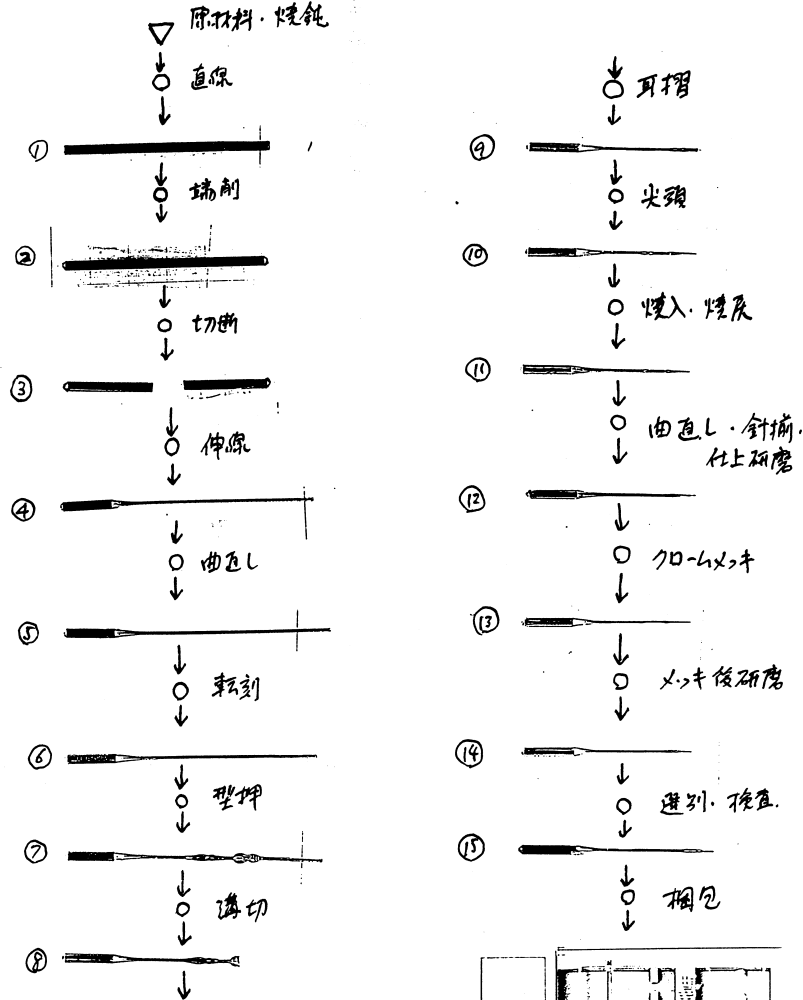 原材料・焼鈍
直線
①
端削
②
切断
③
伸線
④
曲直し
⑤
転刻
⑥
型押
⑦
溝切
⑧
耳摺
⑨
尖頭
⑩
焼入・焼戻
⑪
曲直し・針揃・
仕上研磨
⑫
クロームメッキ
⑬
メッキ後研磨
⑭
選別・検査.
⑮
梱包